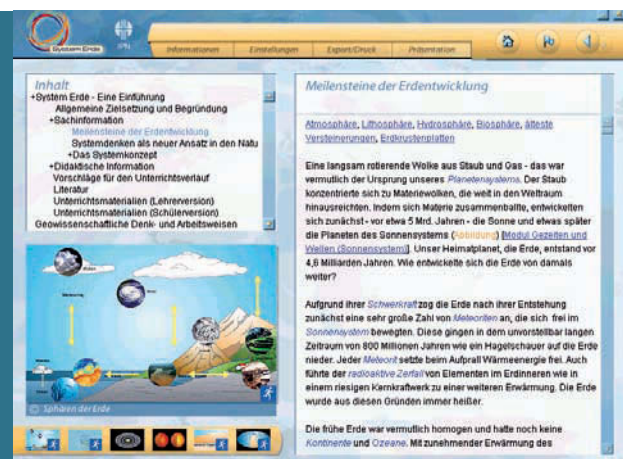 System Erde
IPN
Informationen
Einstellungen
Export/Druck
Präsentation
Inhalt
+System Erde - Eine Einführung
Allgemeine Zielsetzung und Begründung
+Sachinformation
Meilensteine der Erdentwicklung
Systemdenken als neuer Ansatz in den Natu
+Das Systemkonzept
+Didaktische Information
Vorschläge für den Unterrichtsverlauf
Literatur
Unterrichtsmaterialien (Lehrerversion)
Unterrichtsmaterialien (Schülerversion)
Geowissenschaftliche Denk- und Arbeitsweisen
© Sphären der Erde
Meilensteine der Erdentwicklung
Atmosphäre, Lithosphäre, Hydrosphäre, Biosphäre, älteste
Versteinerungen, Erdkrustenplatten
Eine langsam rotierende Wolke aus Staub und Gas - das war
vermutlich der Ursprung unseres Planetensystems. Der Staub
konzentrierte sich zu Materiewolken, die weit in den Weltraum
hinausreichten. Indem sich Materie zusammenballte, entwickelten
sich zunächst - vor etwa 5 Mrd. Jahren - die Sonne und etwas später
die Planeten des Sonnensystems (Abbildung) [Modul Gezeiten und
Wellen (Sonnensystem)]. Unser Heimatplanet, die Erde, entstand vor
4,6 Milliarden Jahren. Wie entwickelte sich die Erde von damals
weiter?
Aufgrund ihrer Schwerkraft zog die Erde nach ihrer Entstehung
zunächst eine sehr große Zahl von Meteoriten an, die sich frei im
Sonnensystem bewegten. Diese gingen in dem unvorstellbar langen
Zeitraum von 800 Millionen Jahren wie ein Hagelschauer auf die Erde
nieder. Jeder Meteorit setzte beim Aufprall Wärmeenergie frei. Auch
führte der radioaktive Zerfall von Elementen im Erdinneren wie in
einem riesigen Kernkraftwerk zu einer weiteren Erwärmung. Die Erde
wurde aus diesen Gründen immer heißer.
Die frühe Erde war vermutlich homogen und hatte noch keine
Kontinente und Ozeane. Mit zunehmender Erwärmung des